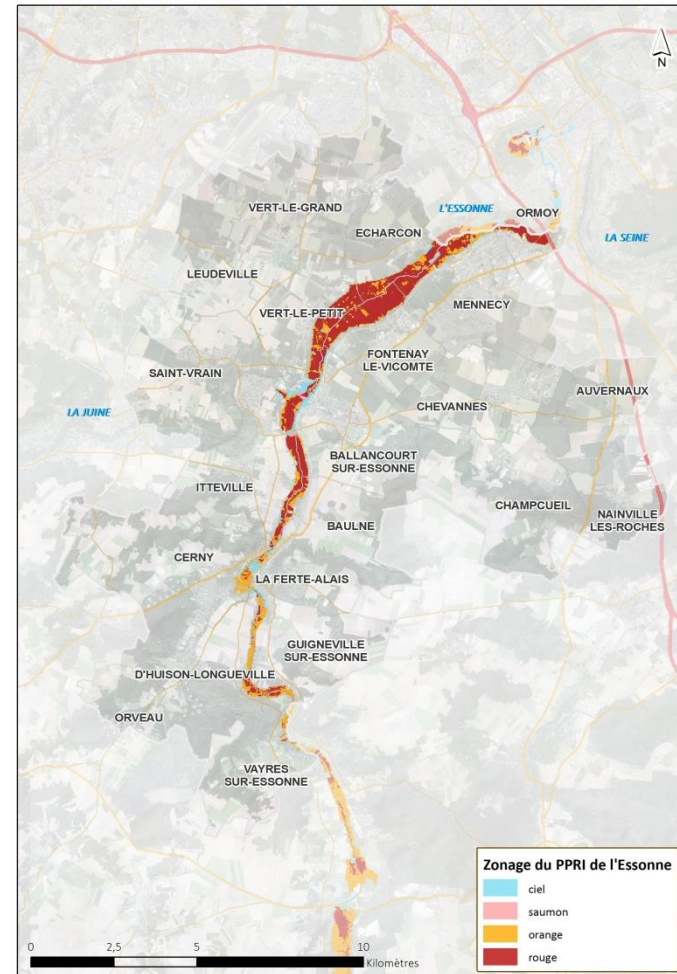 N
VERT-LE-GRAND
L'ESSONNE
ORMOY
ECHARCON
LA SEINE
LEUDEVILLE
VERT-LE-PETIT
MENNECY
FONTENAY
LE-VICOMTE
SAINT-VRAIN
AUVERNAUX
CHEVANNES
LA JUINE
BALLANCOURT
SUR-ESSONNE
ITTEVILLE
CHAMPCUEIL
NAINVILLE
LES-ROCHES
BAULNE
CERNY
LA FERTE-ALAIS
GUIGNEVILLE
SUR-ESSONNE
D'HUISON-LONGUEVILLE
ORVEAU
VAYRES
SUR-ESSONNE
Zonage du PPRI de l'Essonne
ciel
saumon
orange
rouge
0 2,5 5 10
Kilomètres